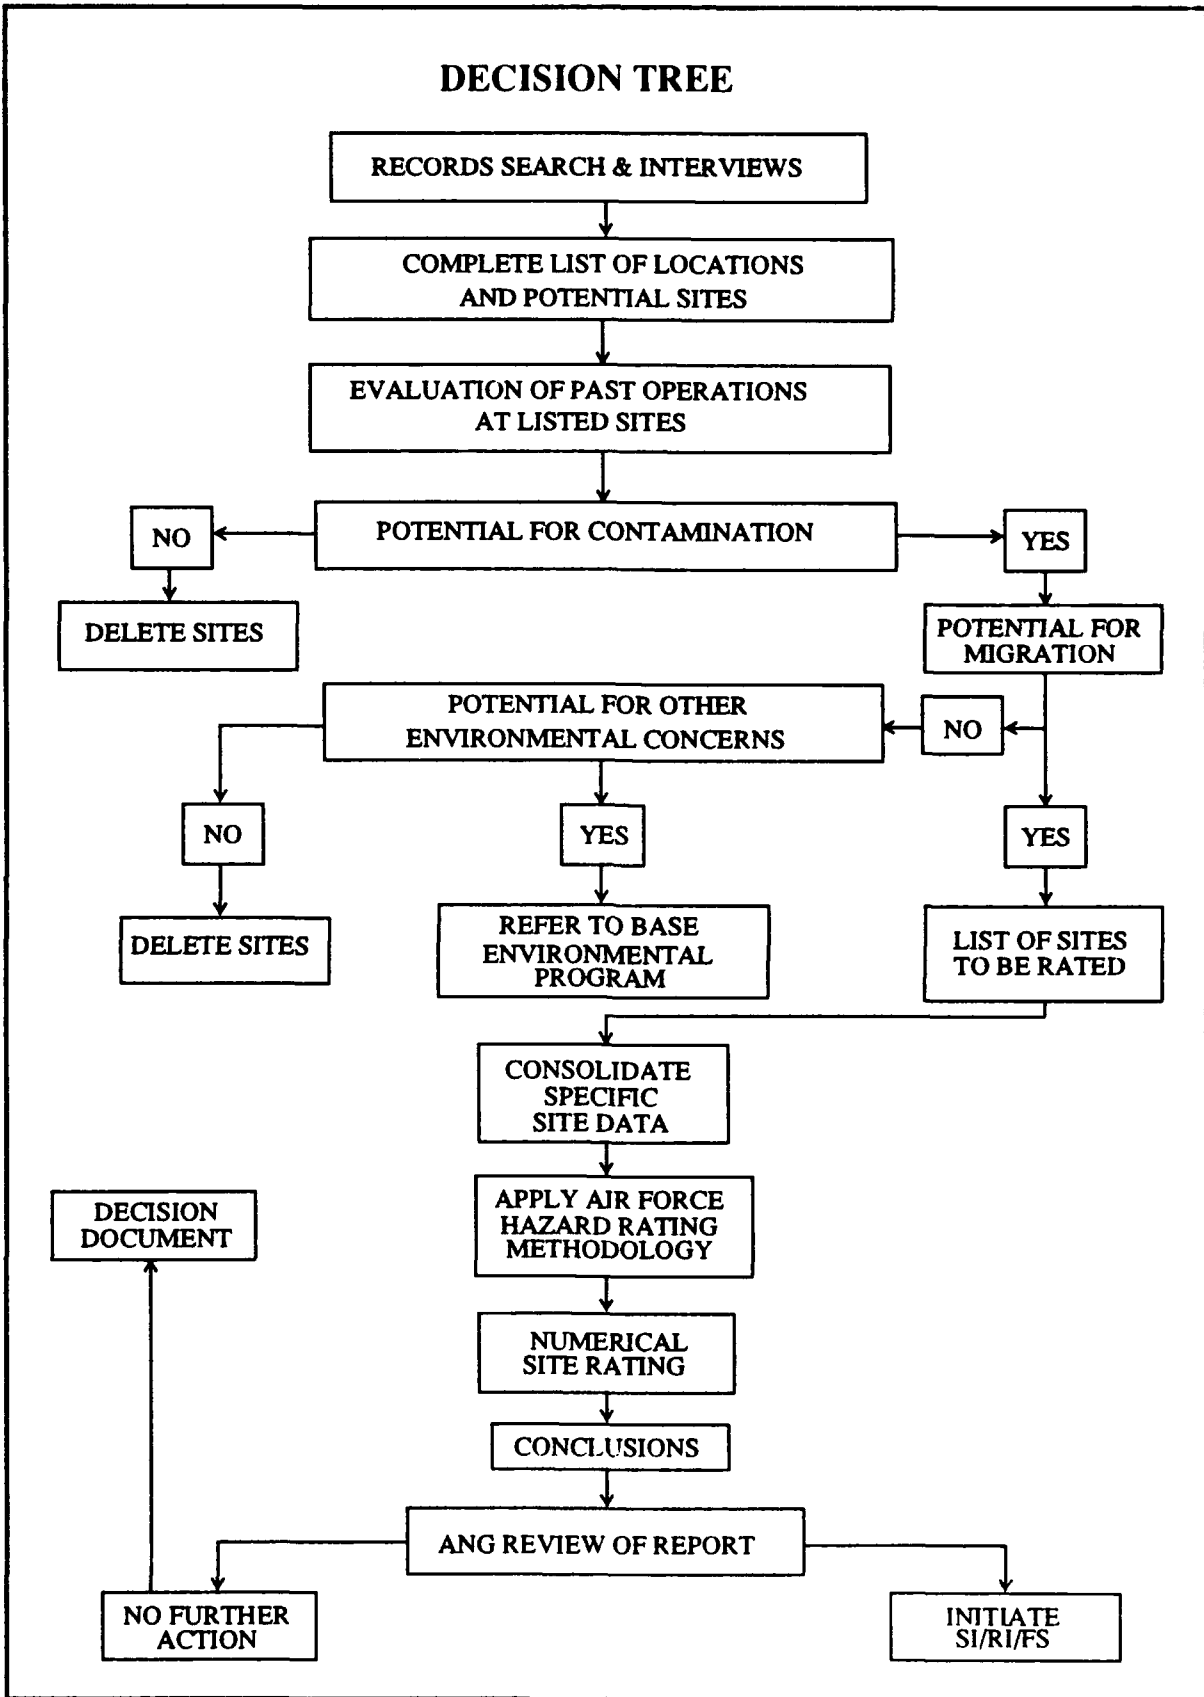 DECISION TREE
RECORDS SEARCH & INTERVIEWS
COMPLETE LIST OF LOCATIONS
AND POTENTIAL SITES
EVALUATION OF PAST OPERATIONS
AT LISTED SITES
NO
POTENTIAL FOR CONTAMINATION
YES
DELETE SITES
POTENTIAL FOR
MIGRATION
POTENTIAL FOR OTHER
ENVIRONMENTAL CONCERNS
NO
NO
YES
YES
DELETE SITES
REFER TO BASE
ENVIRONMENTAL
PROGRAM
LIST OF SITES
TO BE RATED
CONSOLIDATE
SPECIFIC
SITE DATA
DECISION
DOCUMENT
APPLY AIR FORCE
HAZARD RATING
METHODOLOGY
NUMERICAL
SITE RATING
CONCLUSIONS
ANG REVIEW OF REPORT
NO FURTHER
ACTION
INITIATE
SI/RI/FS